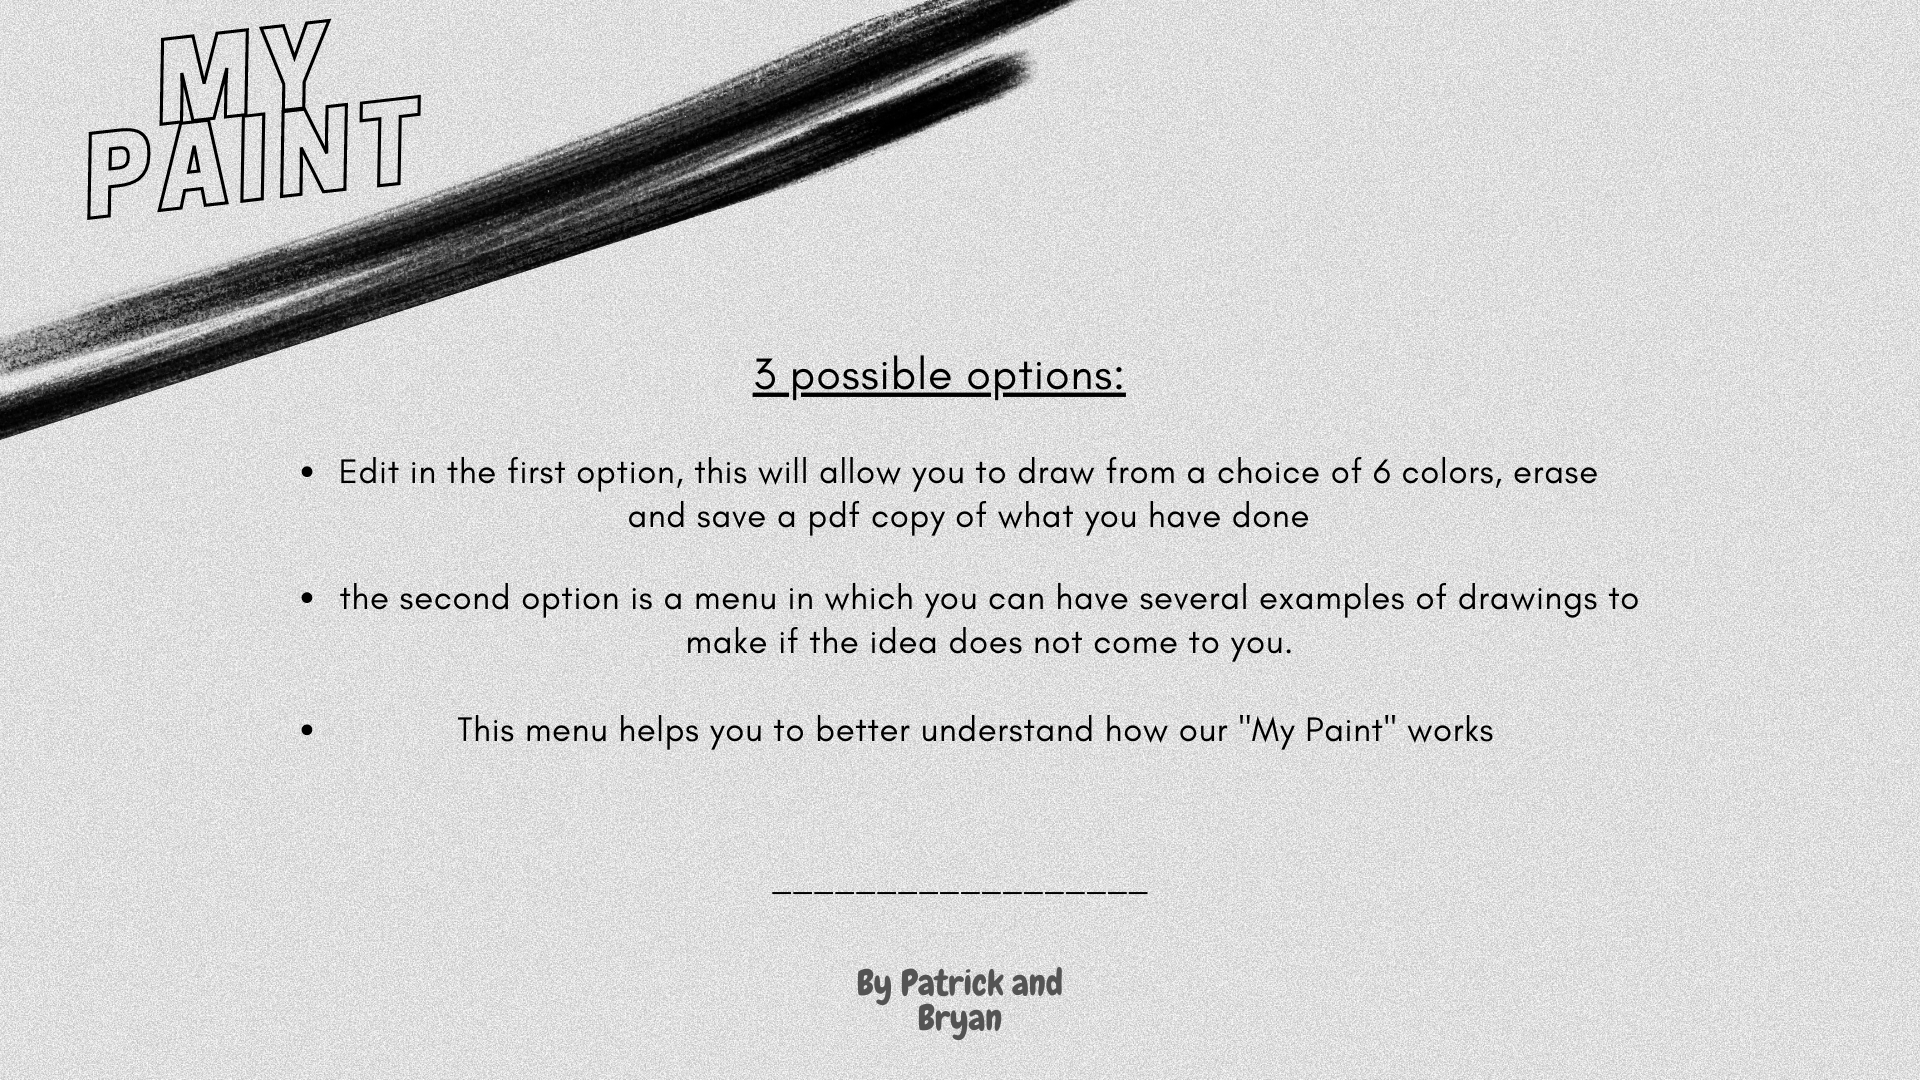 MY
PAINT
3 possible options:
• Edit in the first option, this will allow you to draw from a choice of 6 colors, erase
and save a pdf copy of what you have done
• the second option is a menu in which you can have several examples of drawings to
make if the idea does not come to you.
• This menu helps you to better understand how our "My Paint" works
__________________
By Patrick and
Bryan